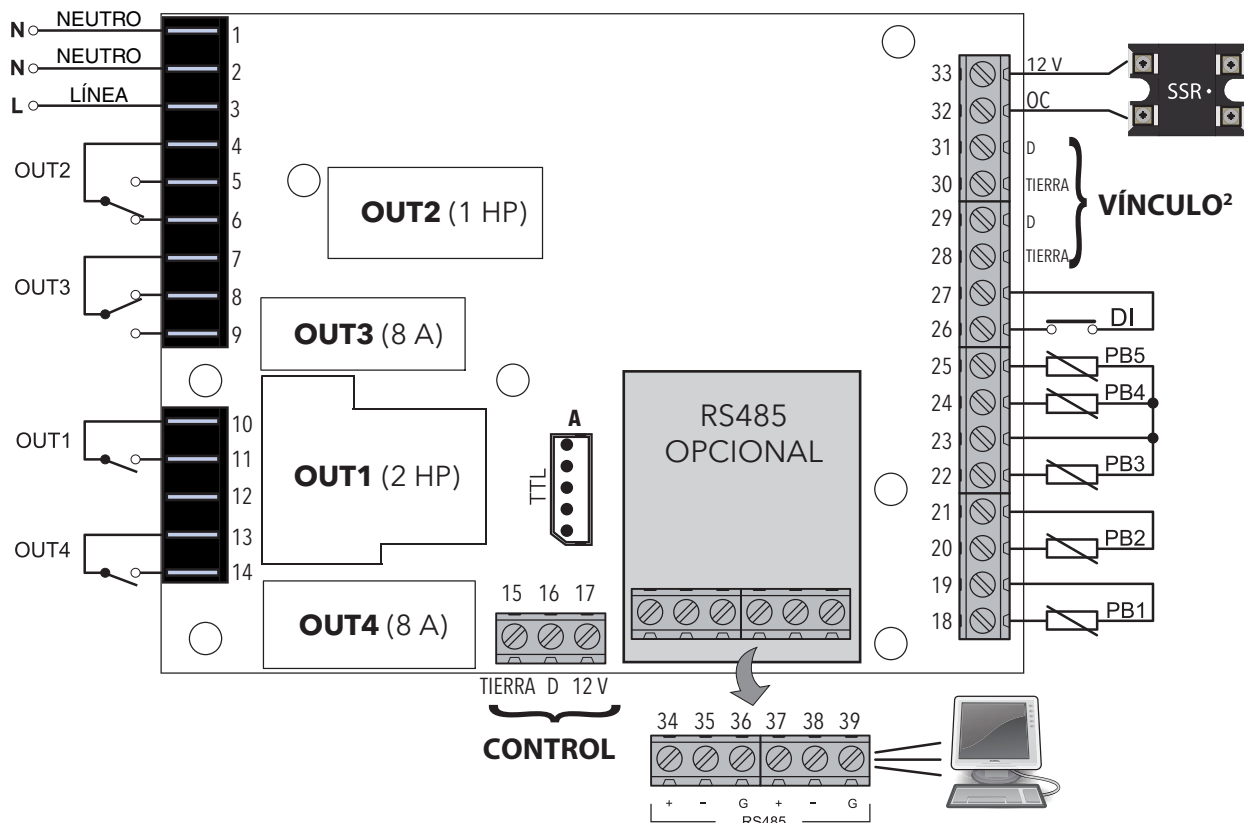 N NEUTRO 1
N NEUTRO 2
L LÍNEA 3
4
OUT2
5
6
7
OUT3
8
9
10
OUT1
11
12
13
OUT4
14
OUT2 (1 HP)
OUT3 (8 A)
OUT1 (2 HP)
OUT4 (8 A)
A
TTL
15 16 17
TIERRA D 12 V
CONTROL
RS485
OPCIONAL
34 35 36 37 38 39
+ - G + - G
RS485
33 12 V
SSR
32 OC
31 D
30 TIERRA
VÍNCULO²
29 D
28 TIERRA
27
26 DI
25 PB5
24 PB4
23
22 PB3
21
20 PB2
19
18 PB1